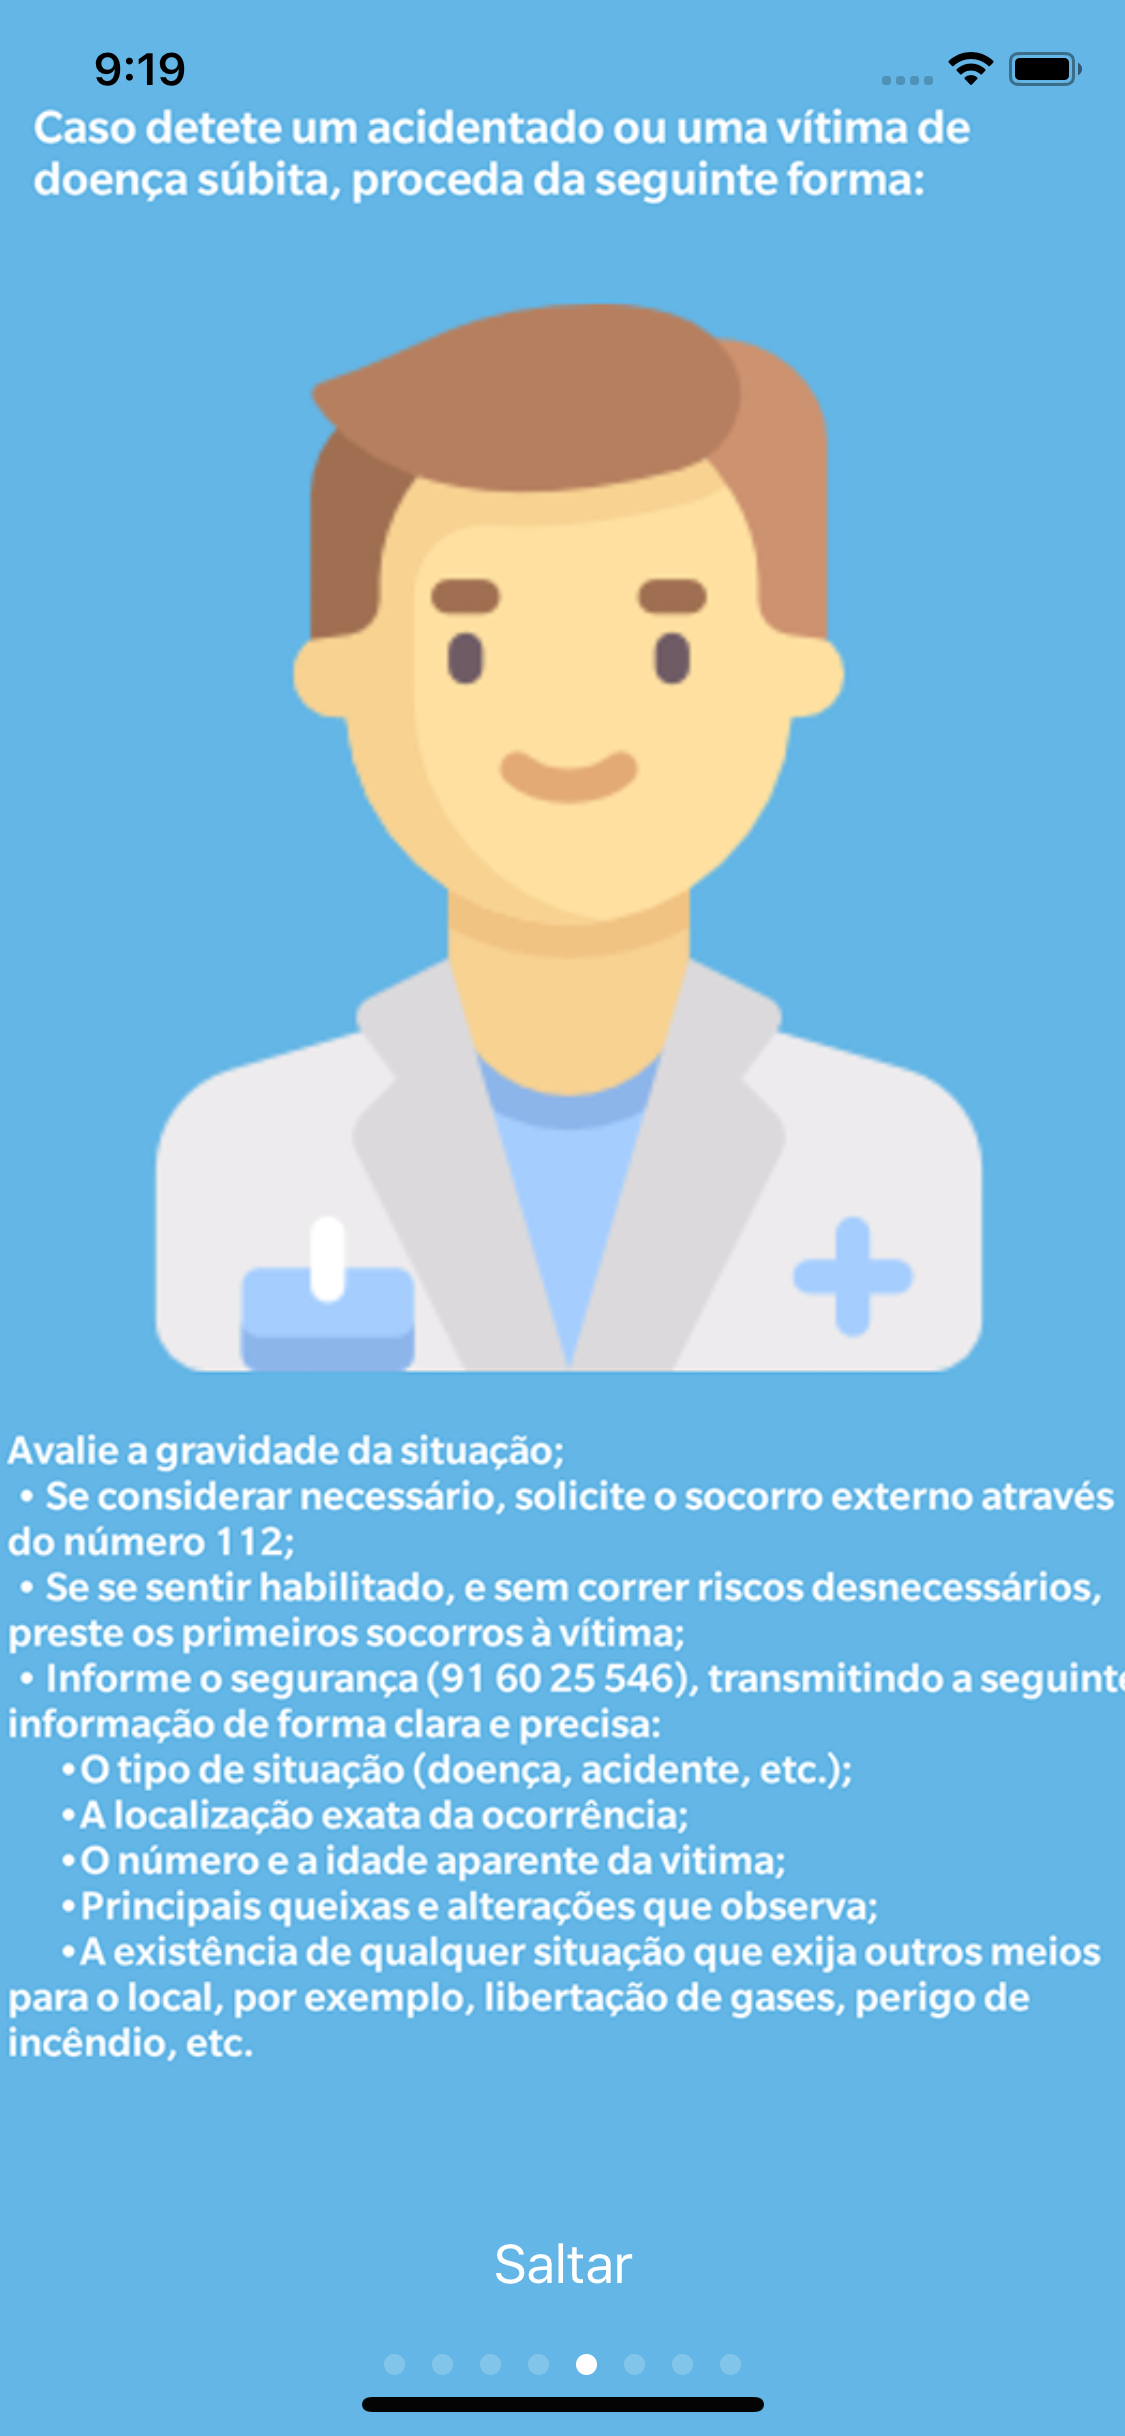 9:19
Caso detete um acidentado ou uma vítima de
doença súbita, proceda da seguinte forma:
Avalie a gravidade da situação;
• Se considerar necessário, solicite o socorro externo através
do número 112;
• Se se sentir habilitado, e sem correr riscos desnecessários,
preste os primeiros socorros à vítima;
• Informe o segurança (91 60 25 546), transmitindo a seguinte
informação de forma clara e precisa:
•O tipo de situação (doença, acidente, etc.);
•A localização exata da ocorrência;
•O número e a idade aparente da vitima;
•Principais queixas e alterações que observa;
•A existência de qualquer situação que exija outros meios
para o local, por exemplo, libertação de gases, perigo de
incêndio, etc.
Saltar